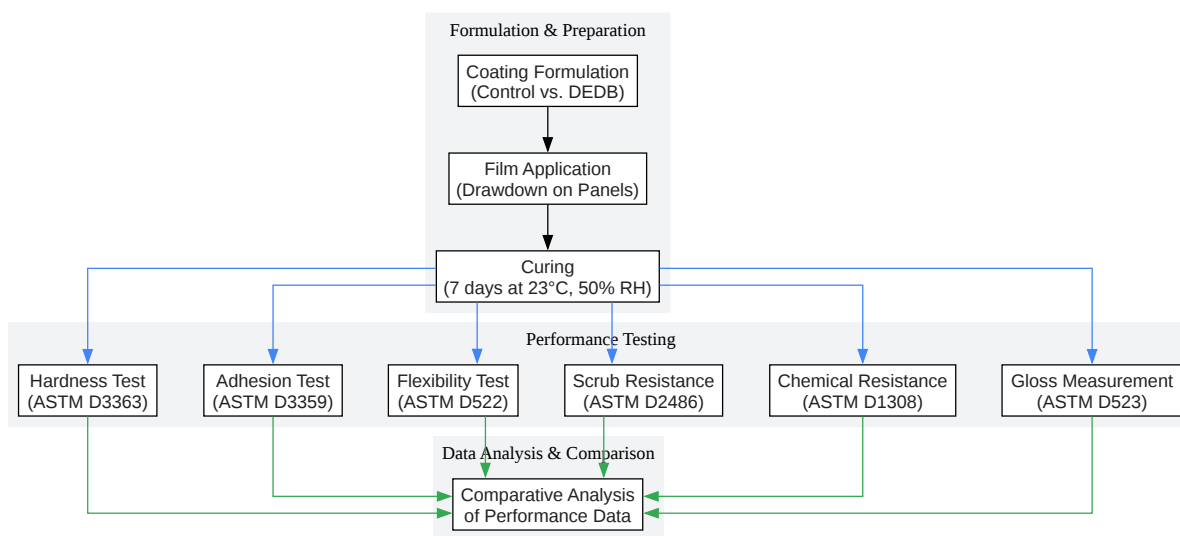 Formulation & Preparation
Coating Formulation
(Control vs. DEDB)
Film Application
(Drawdown on Panels)
Curing
(7 days at 23°C, 50% RH)
Performance Testing
Hardness Test
(ASTM D3363)
Adhesion Test
(ASTM D3359)
Flexibility Test
(ASTM D522)
Scrub Resistance
(ASTM D2486)
Chemical Resistance
(ASTM D1308)
Gloss Measurement
(ASTM D523)
Data Analysis & Comparison
Comparative Analysis
of Performance Data